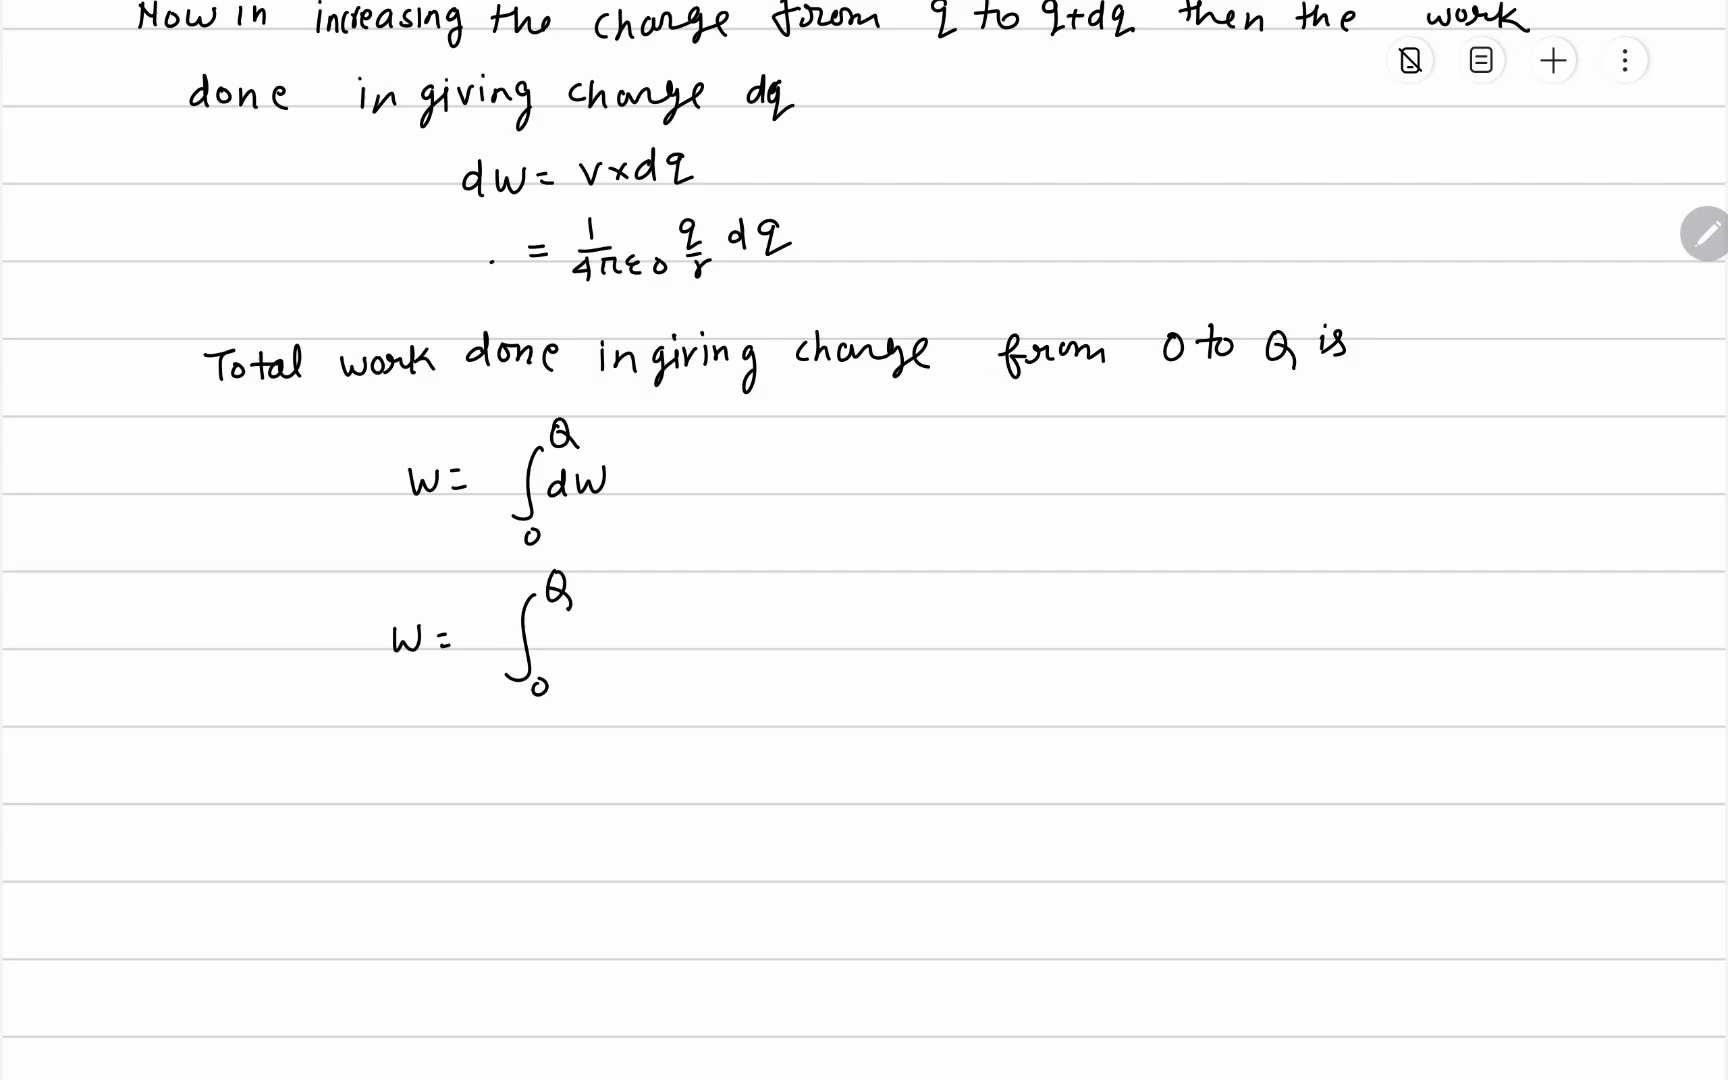 Now in increasing the charge from q to q+dq then the work
done in giving charge dq
dW= v×dq
. = 1/4πε0 q/r dq
Total work done in giving charge from 0 to Q is
W= ∫0^Q dW
W= ∫0^Q